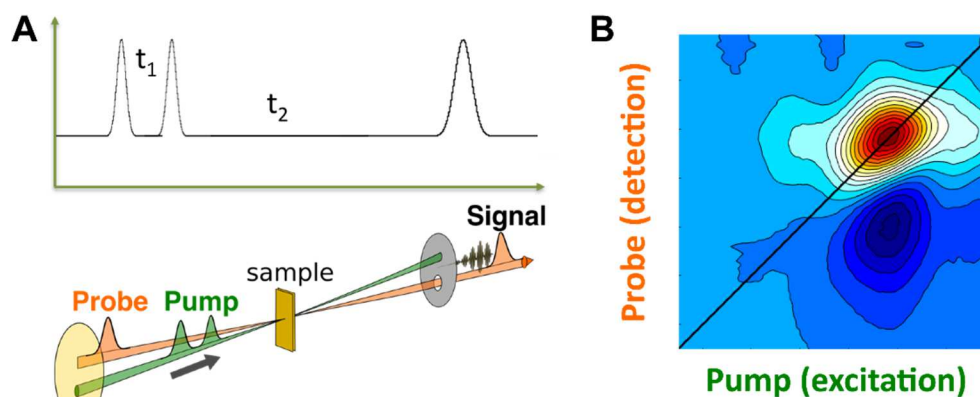 A
t1
t2
Signal
sample
Probe Pump
B
Probe (detection)
Pump (excitation)